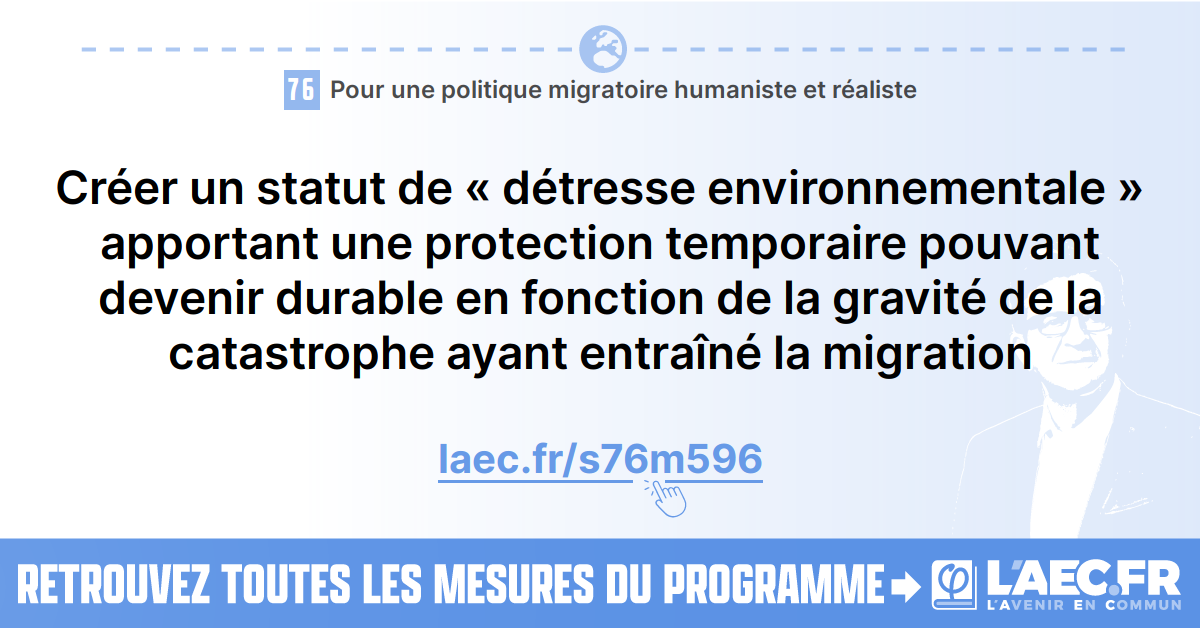 76 Pour une politique migratoire humaniste et réaliste
Créer un statut de « détresse environnementale »
apportant une protection temporaire pouvant
devenir durable en fonction de la gravité de la
catastrophe ayant entraîné la migration
laec.fr/s76m596
RETROUVEZ TOUTES LES MESURES DU PROGRAMME
φ L'AEC.FR
L'AVENIR EN COMMUN